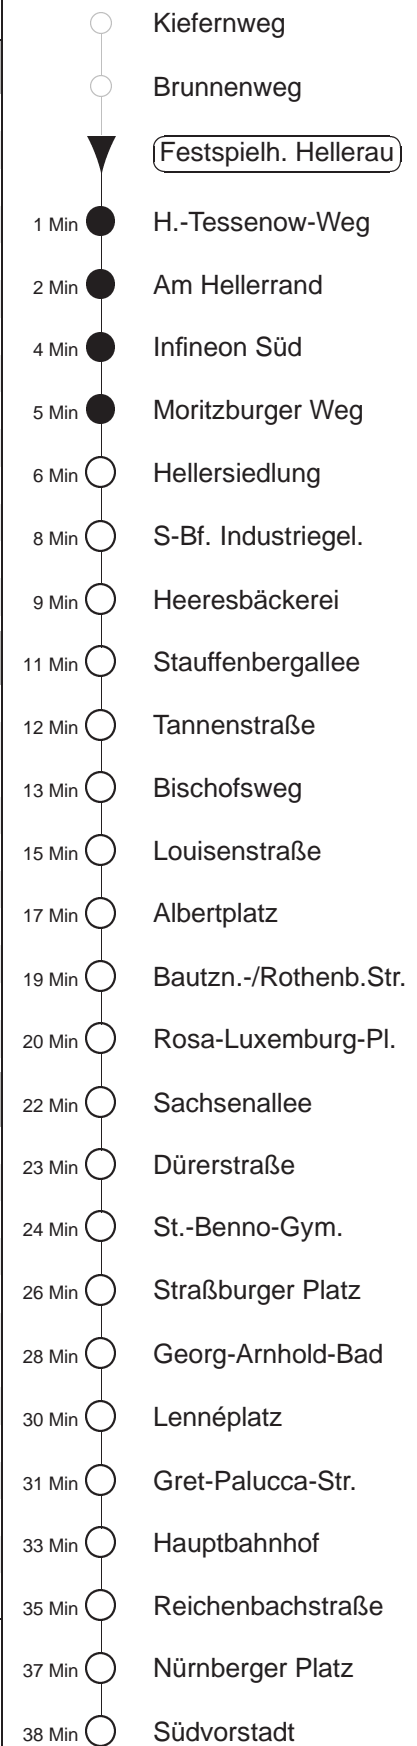 Kiefernweg
Brunnenweg
Festspielh. Hellerau
1 Min H.-Tessenow-Weg
2 Min Am Hellerrand
4 Min Infineon Süd
5 Min Moritzburger Weg
6 Min Hellersiedlung
8 Min S-Bf. Industriegel.
9 Min Heeresbäckerei
11 Min Stauffenbergallee
12 Min Tannenstraße
13 Min Bischofsweg
15 Min Louisenstraße
17 Min Albertplatz
19 Min Bautzn.-/Rothenb.Str.
20 Min Rosa-Luxemburg-Pl.
22 Min Sachsenallee
23 Min Dürerstraße
24 Min St.-Benno-Gym.
26 Min Straßburger Platz
28 Min Georg-Arnhold-Bad
30 Min Lennéplatz
31 Min Gret-Palucca-Str.
33 Min Hauptbahnhof
35 Min Reichenbachstraße
37 Min Nürnberger Platz
38 Min Südvorstadt